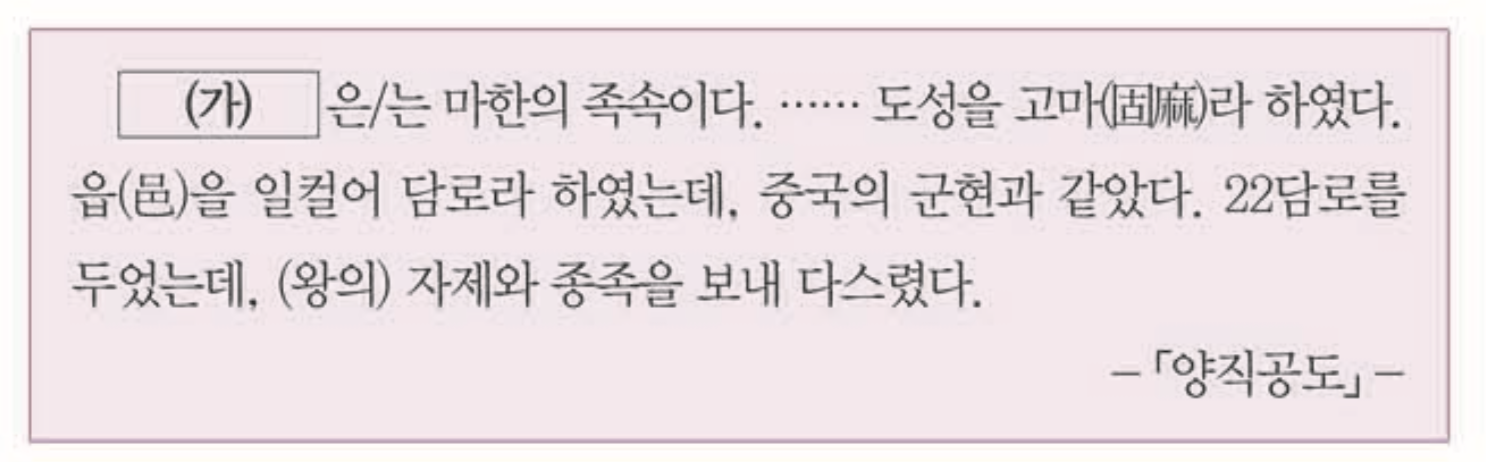 (가) 은/는 마한의 족속이다. …… 도성을 고마(固麻)라 하였다.
읍(邑)을 일컬어 담로라 하였는데, 중국의 군현과 같았다. 22담로를
두었는데, (왕의) 자제와 종족을 보내 다스렸다.
－「양직공도」－